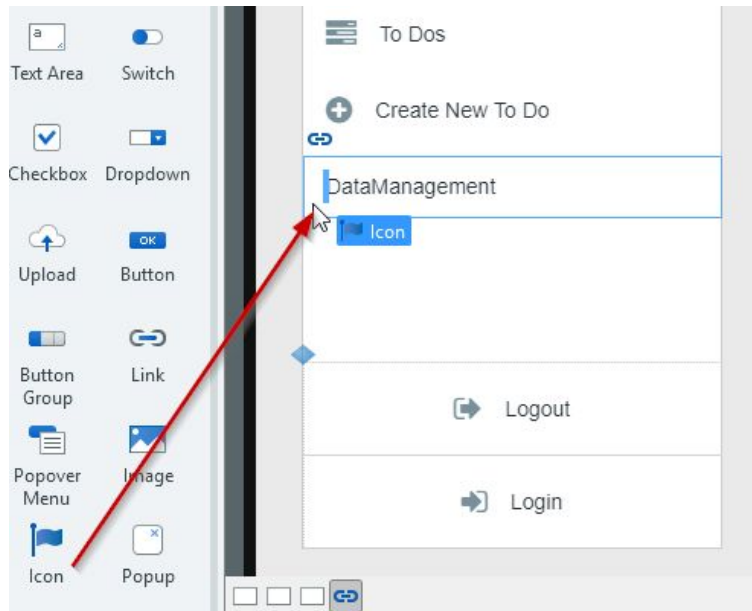 a
Text Area
Switch
Checkbox
Dropdown
OK
Upload
Button
Button
Group
Link
Popover
Menu
Image
Icon
Popup
To Dos
Create New To Do
DataManagement
Icon
Logout
Login